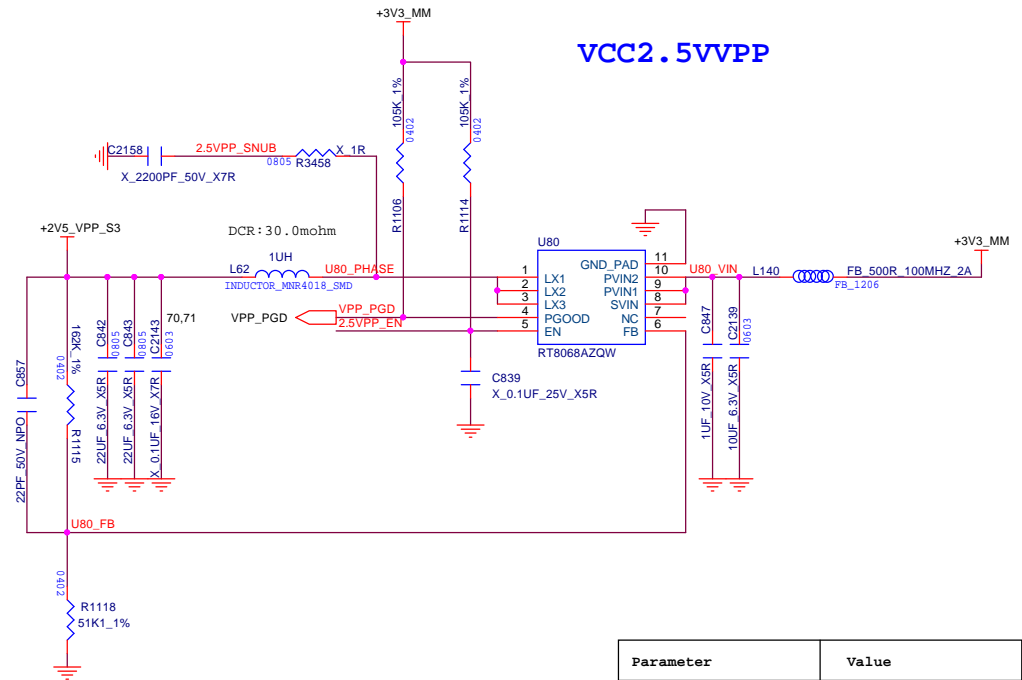 +3V3_MM
VCC2.5VVPP
105K_1%
0402
R1106
105K_1%
0402
R1114
C2158
2.5VPP_SNUB
0805
R3458
X_1R
X_2200PF_50V_X7R
+2V5_VPP_S3
DCR:30.0mohm
1UH
L62
U80_PHASE
INDUCTOR_MNR4018_SMD
VPP_PGD
VPP_PGD
2.5VPP_EN
U80
1
2
3
4
5
LX1
LX2
LX3
PGOOD
EN
GND_PAD
PVIN2
PVIN1
SVIN
NC
FB
11
10
9
8
7
6
RT8068AZQW
U80_VIN
L140
FB_500R_100MHZ_2A
FB_1206
+3V3_MM
C847
1UF_10V_X5R
C2139
0603
10UF_6.3V_X5R
C839
X_0.1UF_25V_X5R
70,71
C857
22PF_50V_NPO
162K_1%
0402
R1115
C842
0805
22UF_6.3V_X5R
C843
0805
22UF_6.3V_X5R
C2143
0603
X_0.1UF_16V_X7R
U80_FB
0402
R1118
51K1_1%
Parameter
Value